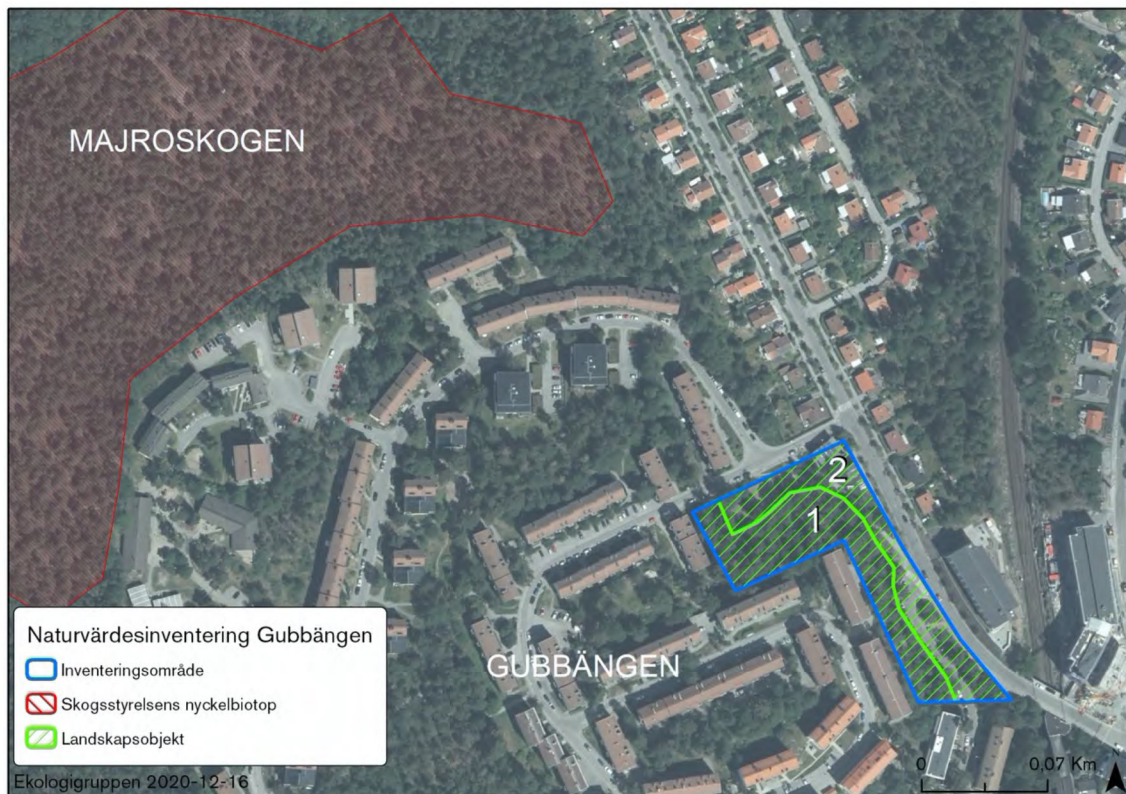 MAJROSKOGEN
2
1
GUBBÄNGEN
Naturvärdesinventering Gubbängen
Inventeringsområde
Skogsstyrelsens nyckelbiotop
Landskapsobjekt
Ekologigruppen 2020-12-16
0 0,07 Km